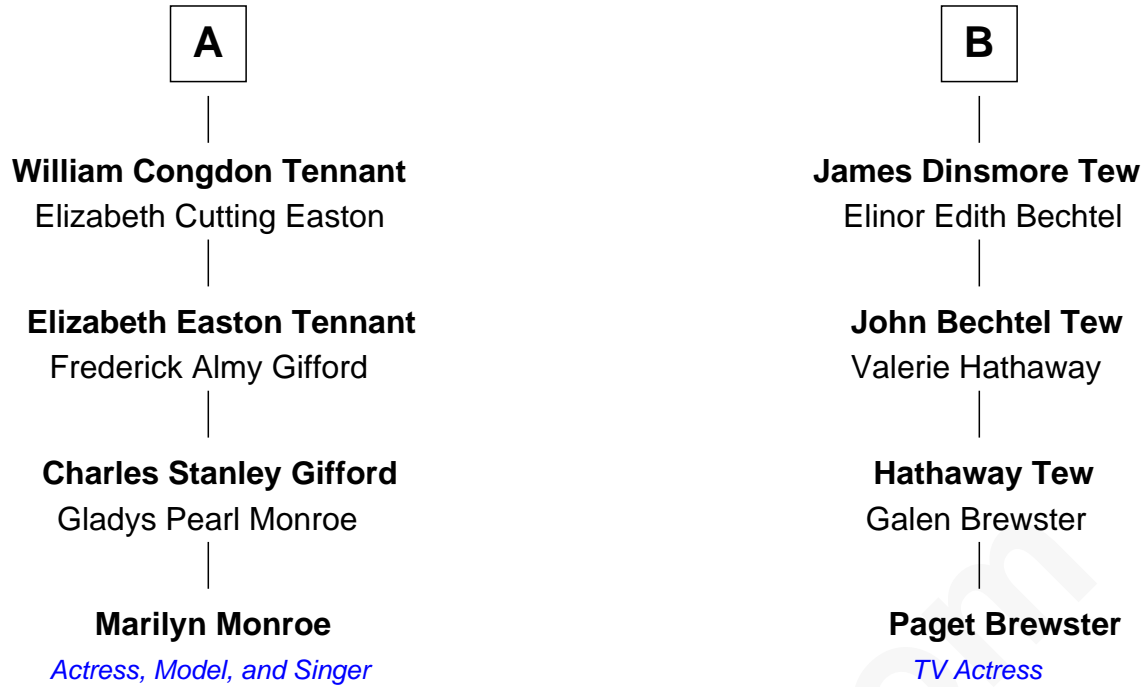 A
William Congdon Tennant
Elizabeth Cutting Easton
Elizabeth Easton Tennant
Frederick Almy Gifford
Charles Stanley Gifford
Gladys Pearl Monroe
Marilyn Monroe
Actress, Model, and Singer
B
James Dinsmore Tew
Elinor Edith Bechtel
John Bechtel Tew
Valerie Hathaway
Hathaway Tew
Galen Brewster
Paget Brewster
TV Actress
om